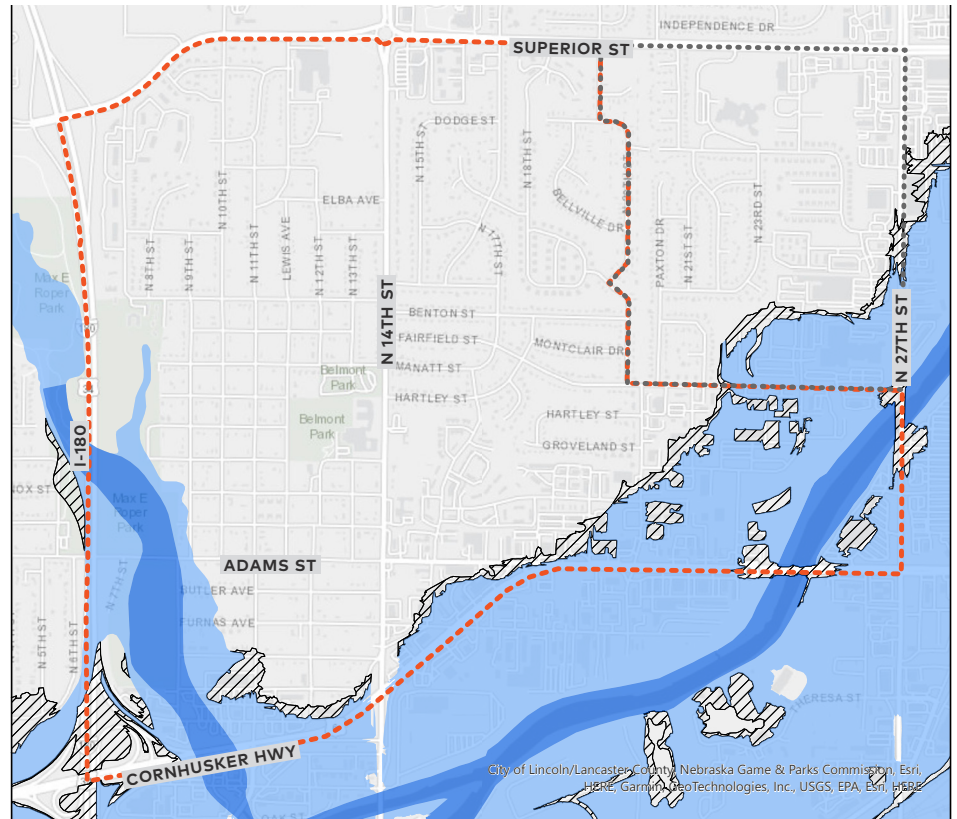 INDEPENDENCE DR
SUPERIOR ST
DODGE ST
N 15TH ST
N 18TH ST
N 10TH ST
ELBA AVE
BELLVILLE DR
N 23RD ST
N 8TH ST
N 9TH ST
N 11TH ST
LEWIS AVE
N 12TH ST
N 13TH ST
N 17TH ST
PAXTON DR
N 21ST ST
Max E
Roper
Park
180
N 14TH ST
BENTON ST
N 27TH ST
FAIRFIELD ST
MONTCLAIR DR
MANATT ST
Belmont
Park
HARTLEY ST
HARTLEY ST
Belmont
Park
GROVELAND ST
I-180
OX ST
Max E
Roper
Park
ADAMS ST
N 7TH ST
BUTLER AVE
FURNAS AVE
N 5TH ST
N 6TH ST
THERESA ST
CORNHUSKER HWY
City of Lincoln/Lancaster County, Nebraska Game & Parks Commission, Esri,
HERE, Garmin, GeoTechnologies, Inc., USGS, EPA, Esri, HERE
OAK ST